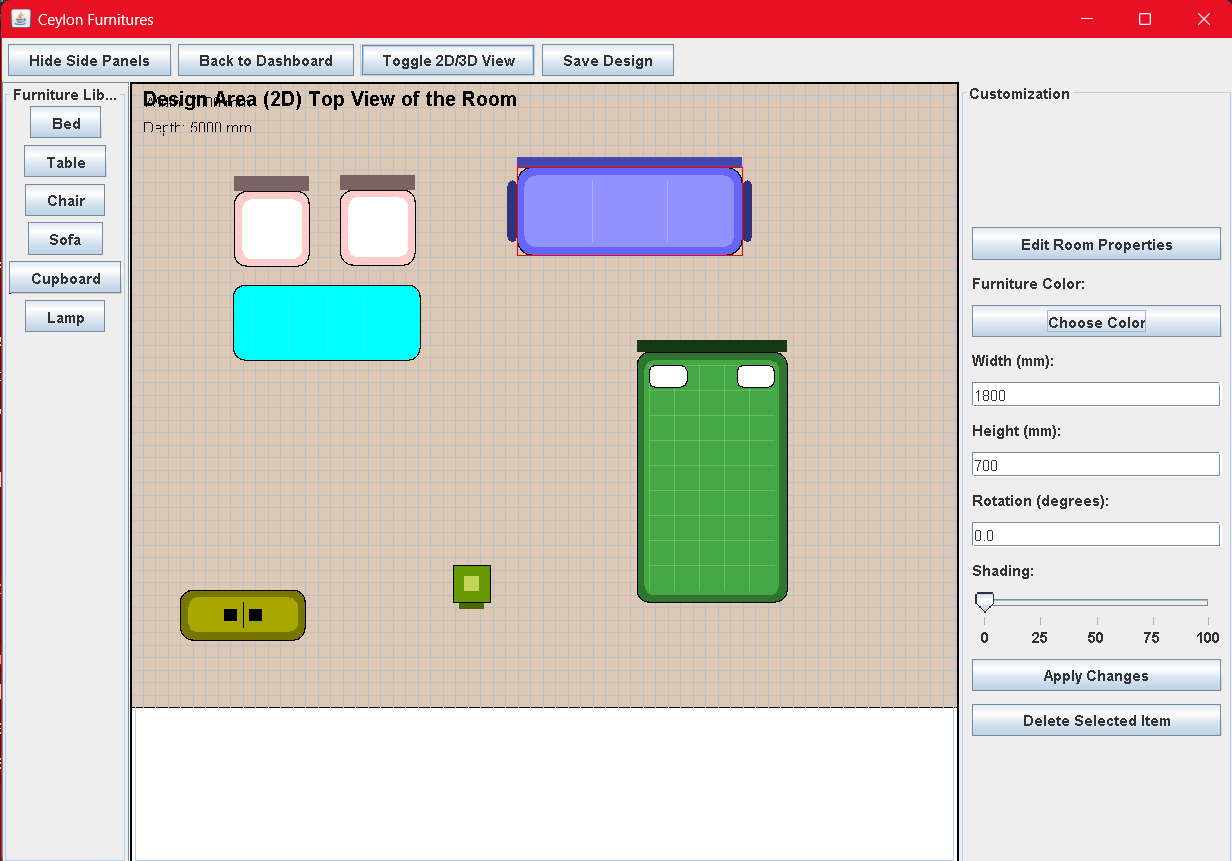 Ceylon Furnitures
Hide Side Panels
Back to Dashboard
Toggle 2D/3D View
Save Design
Furniture Lib...
Bed
Table
Chair
Sofa
Cupboard
Lamp
Design Area (2D) Top View of the Room
Depth: 5000 mm
Customization
Edit Room Properties
Furniture Color:
Choose Color
Width (mm):
1800
Height (mm):
700
Rotation (degrees):
0.0
Shading:
0 25 50 75 100
Apply Changes
Delete Selected Item